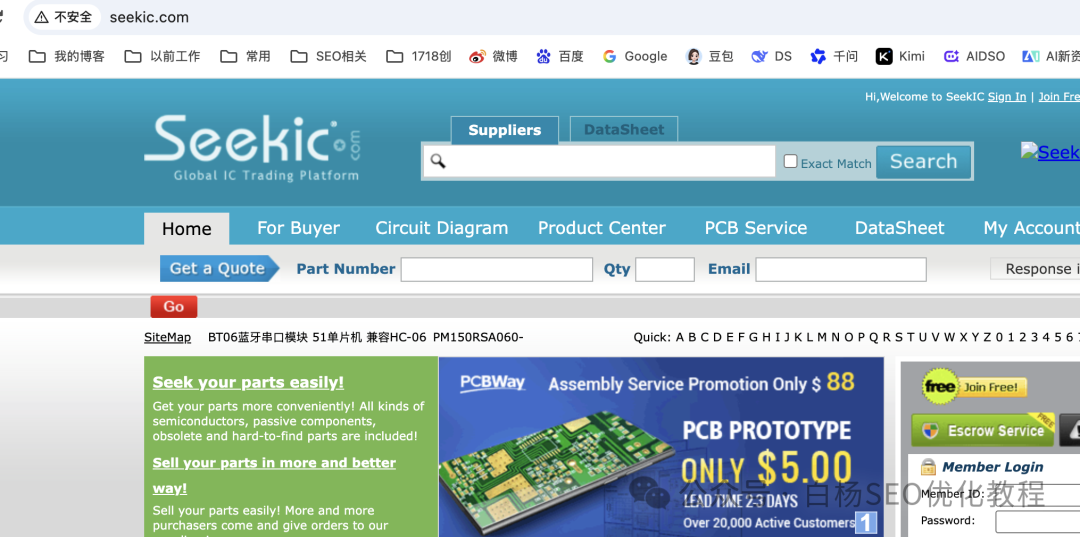 不安全 seekic.com
习 我的博客 以前工作 常用 SEO相关 1718创 微博 百度 Google 豆包 DS 千问 Kimi AIDSO AI新资
Hi,Welcome to SeekIC Sign In | Join Fre
Suppliers DataSheet
Seekic.com
Global IC Trading Platform
Exact Match Search
Seek
Home For Buyer Circuit Diagram Product Center PCB Service DataSheet My Account
Get a Quote Part Number Qty Email Response i
Go
SiteMap BT06蓝牙串口模块 51单片机 兼容HC-06 PM150RSA060-
Quick: A B C D E F G H I J K L M N O P Q R S T U V W X Y Z 0 1 2 3 4 5 6 7
Seek your parts easily!
Get your parts more conveniently! All kinds of
semiconductors, passive components,
obsolete and hard-to-find parts are included!
Sell your parts in more and better
way!
Sell your parts easily! More and more
purchasers come and give orders to our
PCBWay Assembly Service Promotion Only $ 88
PCB PROTOTYPE
ONLY $5.00
LEAD TIME 2-3 DAYS
Over 20,000 Active Customers 1
free Join Free!
Escrow Service FREE
Member Login
Member ID:
Password:
公众号 · 白杨SEO优化教程